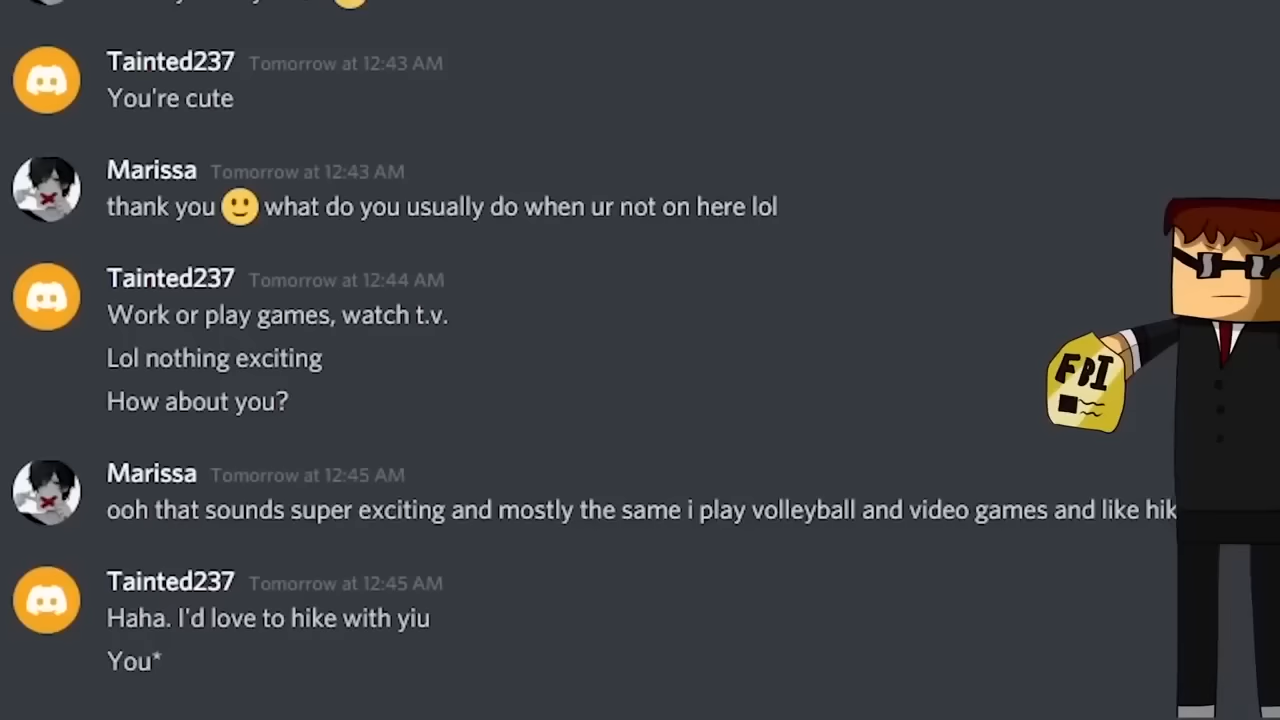 Tainted237 Tomorrow at 12:43 AM
You're cute
Marissa Tomorrow at 12:43 AM
thank you 🙂 what do you usually do when ur not on here lol
Tainted237 Tomorrow at 12:44 AM
Work or play games, watch t.v.
Lol nothing exciting
How about you?
FBI
Marissa Tomorrow at 12:45 AM
ooh that sounds super exciting and mostly the same i play volleyball and video games and like hik
Tainted237 Tomorrow at 12:45 AM
Haha. I'd love to hike with yiu
You*